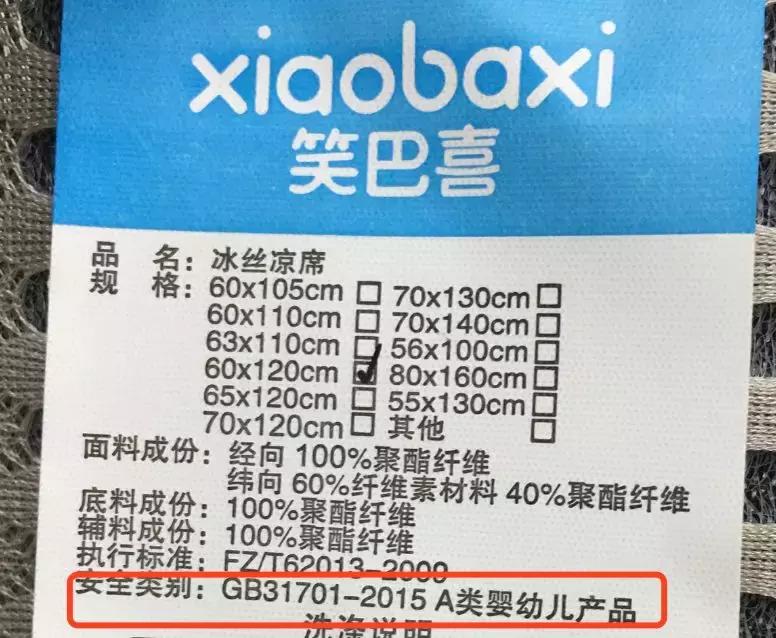 xiaobaxi
笑巴喜
品 名：冰丝凉席
规 格：60x105cm □ 70x130cm □
60x110cm □ 70x140cm □
63x110cm □ 56x100cm □
60x120cm ☑ 80x160cm □
65x120cm □ 55x130cm □
70x120cm □ 其他 □
面料成份：经向 100%聚酯纤维
纬向 60%纤维素材料 40%聚酯纤维
底料成份：100%聚酯纤维
辅料成份：100%聚酯纤维
执行标准：FZ/T62013-2009
安全类别：GB31701-2015 A类婴幼儿产品
洗涤说明